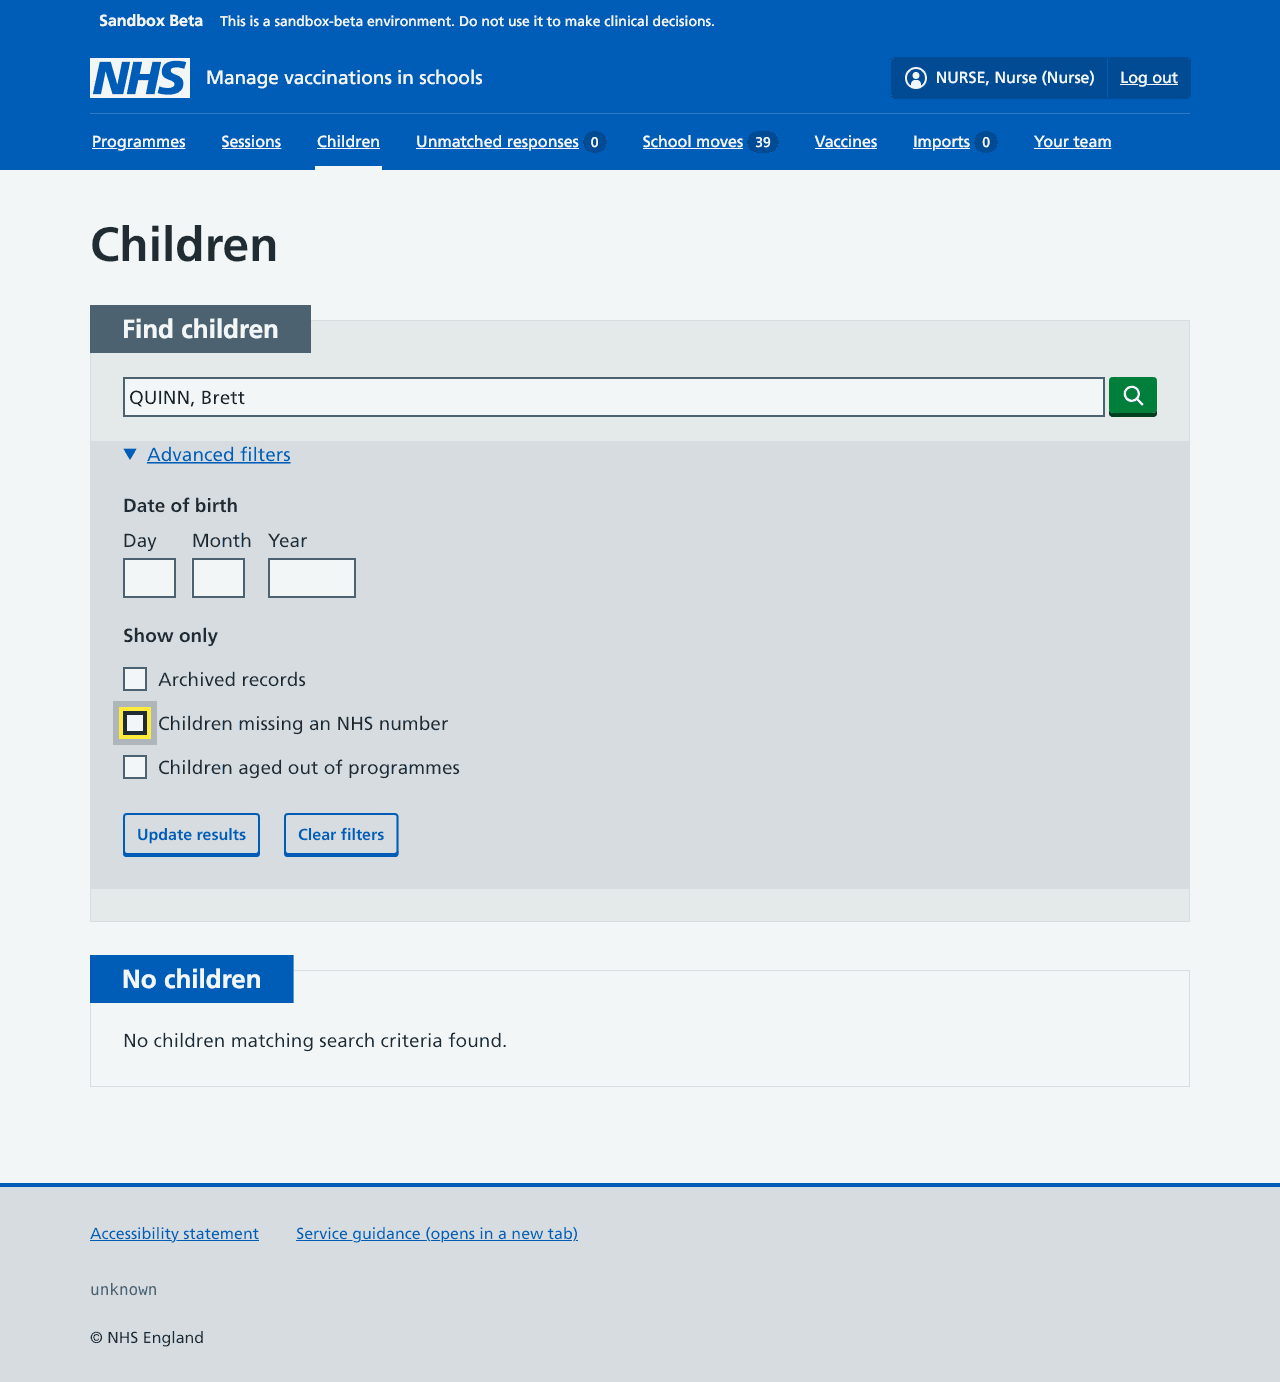 Sandbox Beta This is a sandbox-beta environment. Do not use it to make clinical decisions.
NHS Manage vaccinations in schools NURSE, Nurse (Nurse) Log out
Programmes Sessions Children Unmatched responses 0 School moves 39 Vaccines Imports 0 Your team
Children
Find children
QUINN, Brett
Advanced filters
Date of birth
Day Month Year
Show only
Archived records
Children missing an NHS number
Children aged out of programmes
Update results Clear filters
No children
No children matching search criteria found.
Accessibility statement Service guidance (opens in a new tab)
unknown
© NHS England